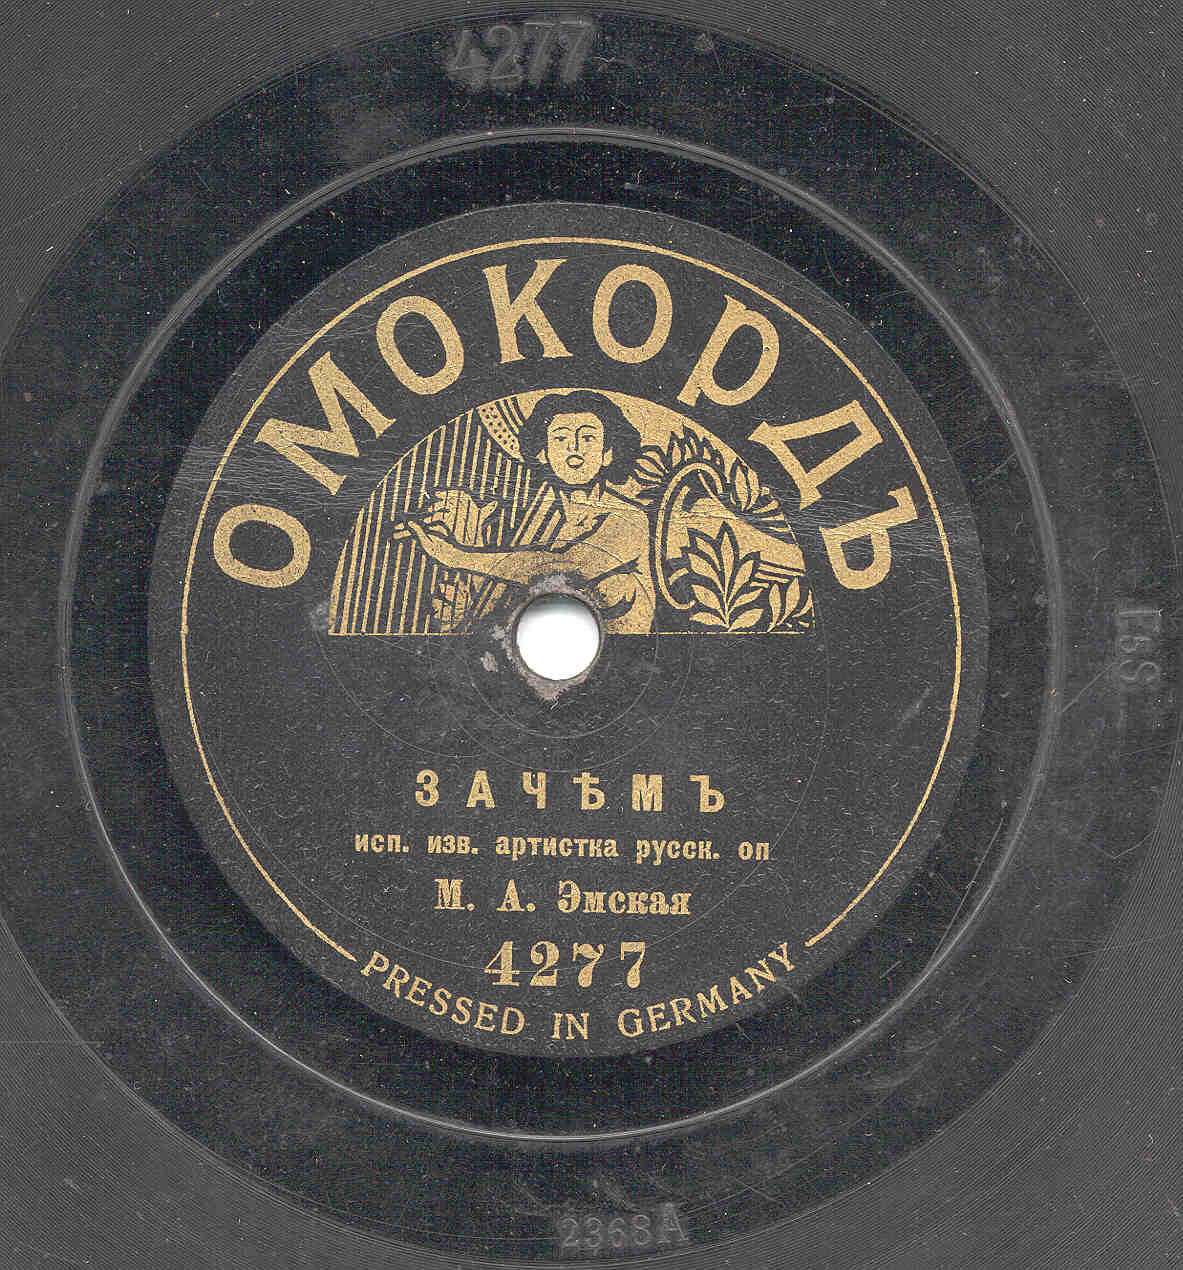 4277
ОМОКОРДЪ
ЗАЧѢМЪ
исп. изв. артистка русск. оп
М. А. Эмская
4277
PRESSED IN GERMANY
2368A